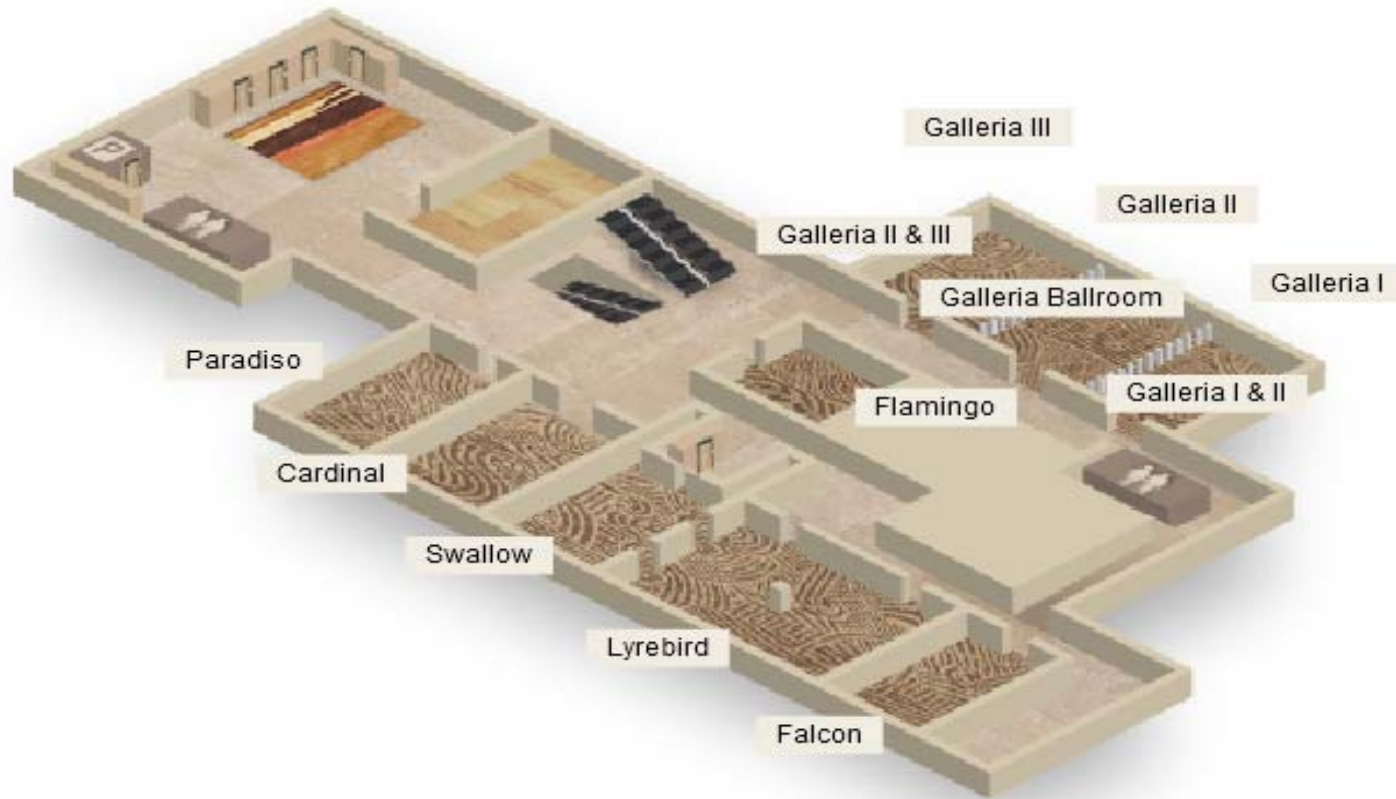 Galleria III
Galleria II
Galleria II & III
Galleria I
Galleria Ballroom
Paradiso
Galleria I & II
Flamingo
Cardinal
Swallow
Lyrebird
Falcon
P